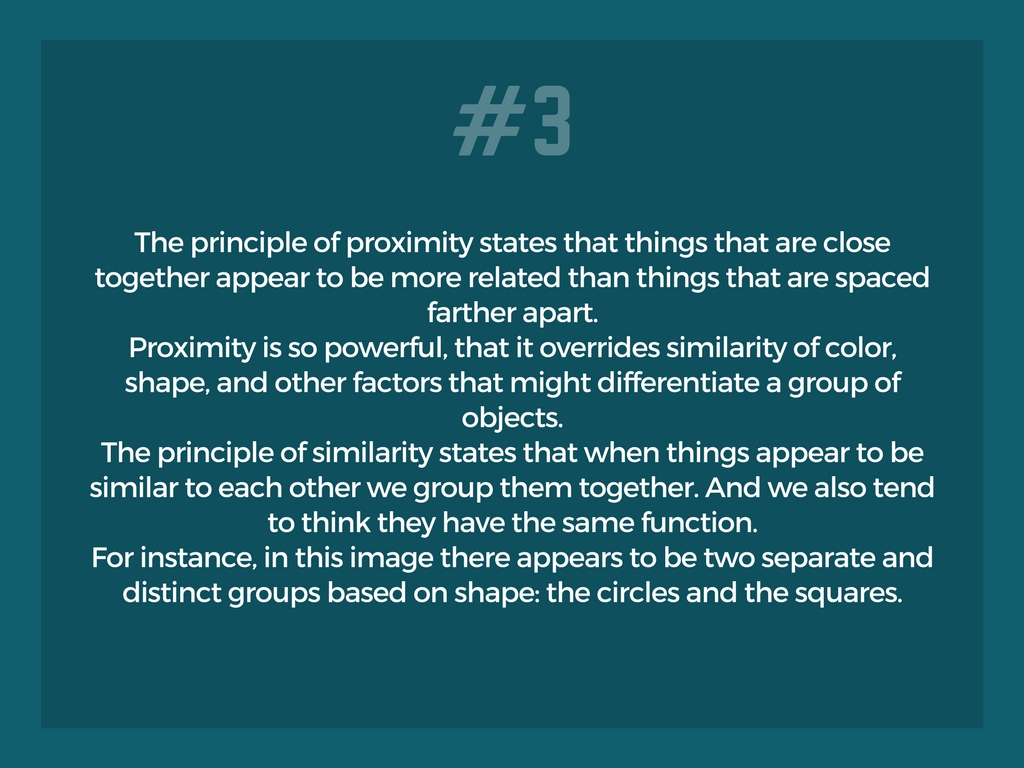 #3
The principle of proximity states that things that are close
together appear to be more related than things that are spaced
farther apart.
Proximity is so powerful, that it overrides similarity of color,
shape, and other factors that might differentiate a group of
objects.
The principle of similarity states that when things appear to be
similar to each other we group them together. And we also tend
to think they have the same function.
For instance, in this image there appears to be two separate and
distinct groups based on shape: the circles and the squares.